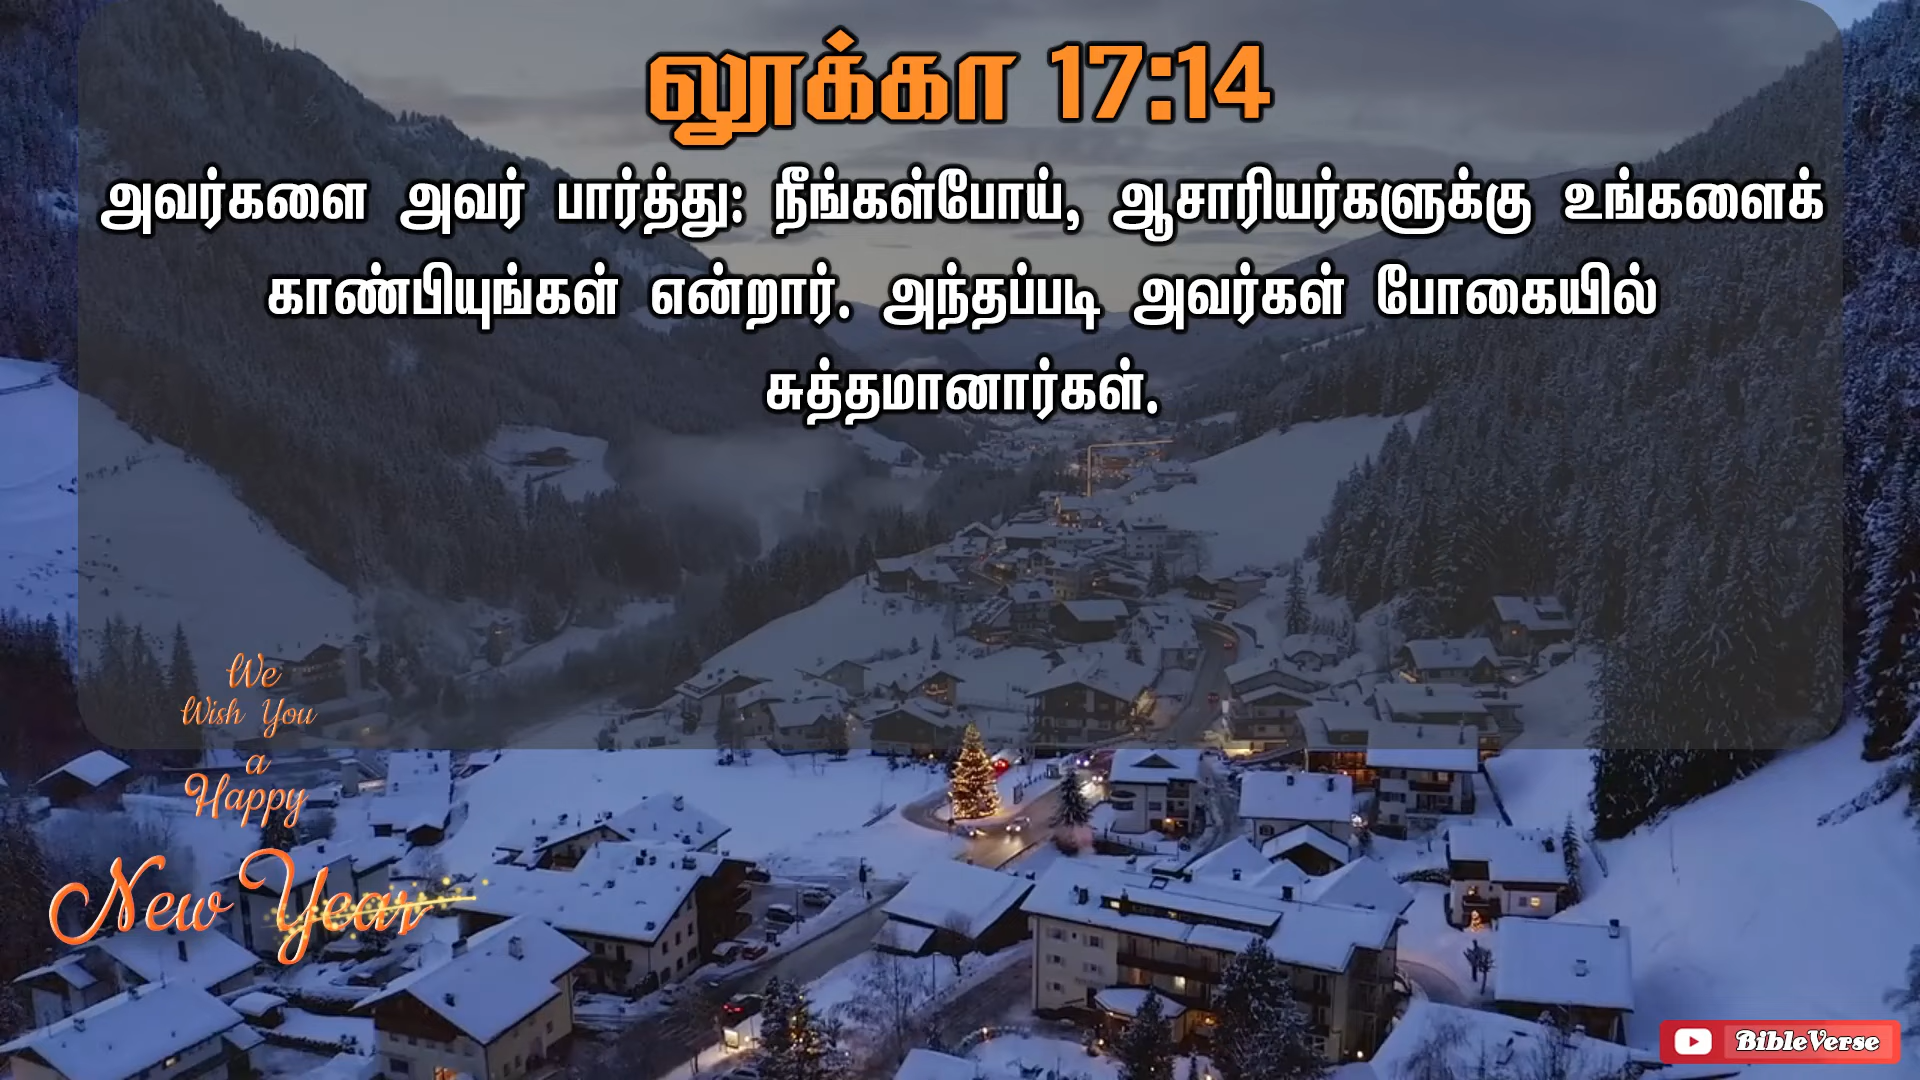 லூக்கா 17:14
அவர்களை அவர் பார்த்து: நீங்கள்போய், ஆசாரியர்களுக்கு உங்களைக்
காண்பியுங்கள் என்றார். அந்தப்படி அவர்கள் போகையில்
சுத்தமானார்கள்.
We
Wish You
a
Happy
New Year
BibleVerse